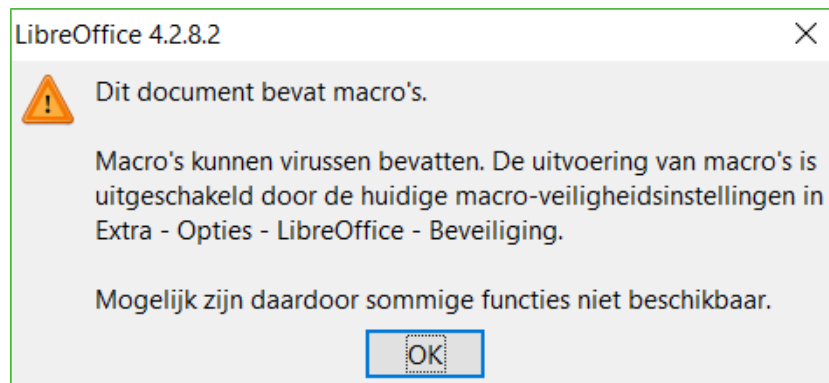 LibreOffice 4.2.8.2
Dit document bevat macro's.
Macro's kunnen virussen bevatten. De uitvoering van macro's is
uitgeschakeld door de huidige macro-veiligheidsinstellingen in
Extra - Opties - LibreOffice - Beveiliging.
Mogelijk zijn daardoor sommige functies niet beschikbaar.
OK